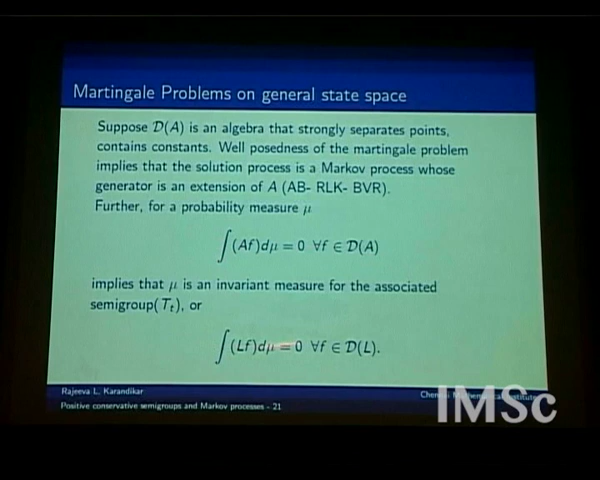 Martingale Problems on general state space
Suppose D(A) is an algebra that strongly separates points,
contains constants. Well posedness of the martingale problem
implies that the solution process is a Markov process whose
generator is an extension of A (AB- RLK- BVR).
Further, for a probability measure μ
∫(Af)dμ = 0 ∀f ∈ D(A)
implies that μ is an invariant measure for the associated
semigroup(T_t), or
∫(Lf)dμ = 0 ∀f ∈ D(L).
Rajeeva L. Karandikar
Chennai Mathematical Institute
Positive conservative semigroups and Markov processes - 21
IMSc